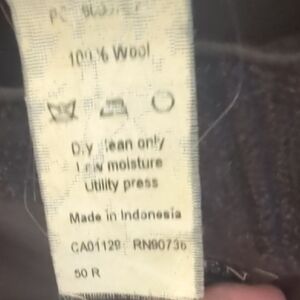 100% Wool
Dry clean only
Low moisture
Utility press
Made in Indonesia
CA01129 RN90736
50 R